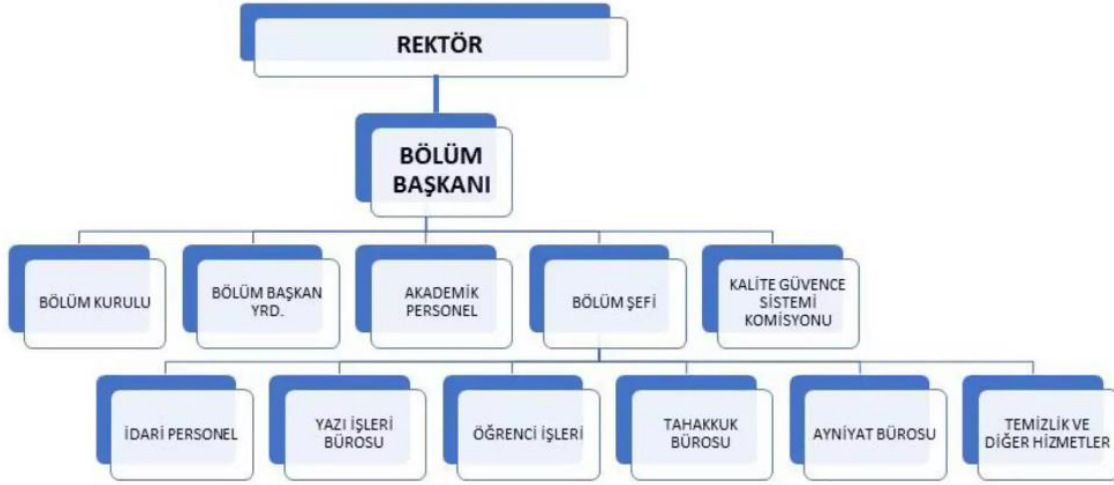 REKTÖR
BÖLÜM
BAŞKANI
BÖLÜM KURULU
BÖLÜM BAŞKAN
YRD.
AKADEMİK
PERSONEL
BÖLÜM ŞEFİ
KALİTE GÜVENCE
SİSTEMİ
KOMİSYONU
İDARİ PERSONEL
YAZI İŞLERİ
BÜROSU
ÖĞRENCİ İŞLERİ
TAHAKKUK
BÜROSU
AYNİYAT BÜROSU
TEMİZLİK VE
DİĞER HİZMETLER